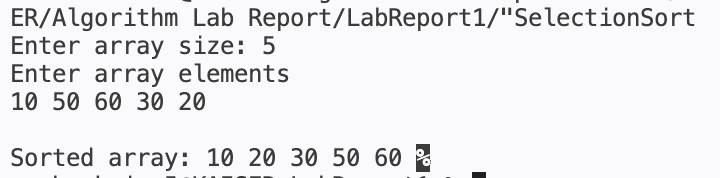 ER/Algorithm Lab Report/LabReport1/"SelectionSort
Enter array size: 5
Enter array elements
10 50 60 30 20
Sorted array: 10 20 30 50 60 %